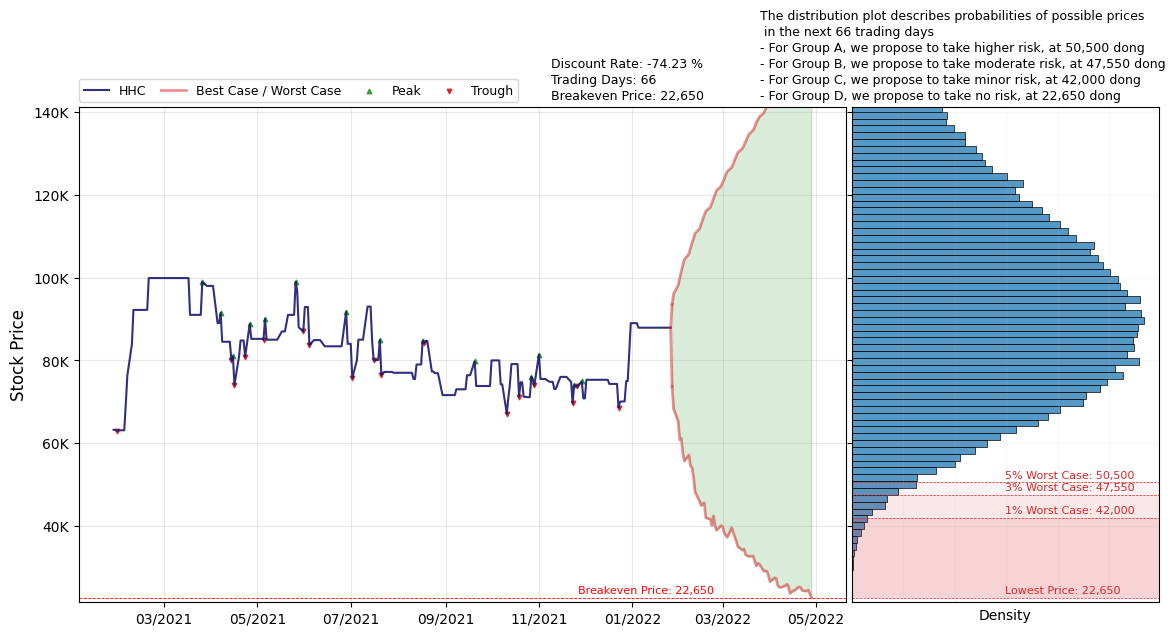 The distribution plot describes probabilities of possible prices
in the next 66 trading days
- For Group A, we propose to take higher risk, at 50,500 dong
- For Group B, we propose to take moderate risk, at 47,550 dong
- For Group C, we propose to take minor risk, at 42,000 dong
- For Group D, we propose to take no risk, at 22,650 dong
Discount Rate: -74.23 %
Trading Days: 66
Breakeven Price: 22,650
HHC
Best Case / Worst Case
Peak
Trough
Stock Price
140K
120K
100K
80K
60K
40K
Breakeven Price: 22,650
03/2021
05/2021
07/2021
09/2021
11/2021
01/2022
03/2022
05/2022
5% Worst Case: 50,500
3% Worst Case: 47,550
1% Worst Case: 42,000
Lowest Price: 22,650
Density